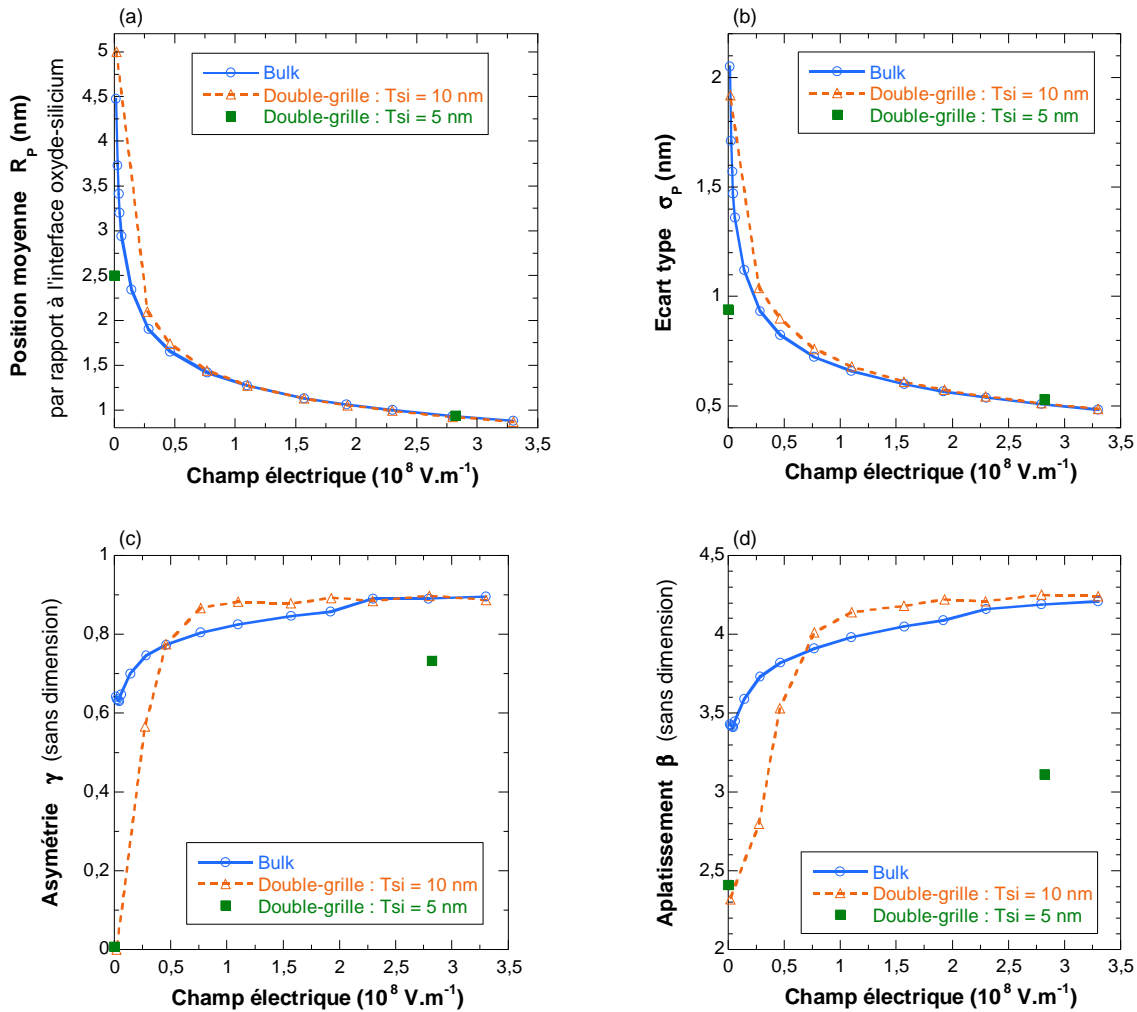 (a)
Position moyenne R_P (nm)
par rapport à l'interface oxyde-silicium
5
4,5
4
3,5
3
2,5
2
1,5
1
Bulk
Double-grille : Tsi = 10 nm
Double-grille : Tsi = 5 nm
0 0,5 1 1,5 2 2,5 3 3,5
Champ électrique (10^8 V.m^-1)
(b)
Ecart type σ_P (nm)
2
1,5
1
0,5
Bulk
Double-grille : Tsi = 10 nm
Double-grille : Tsi = 5 nm
0 0,5 1 1,5 2 2,5 3 3,5
Champ électrique (10^8 V.m^-1)
(c)
Asymétrie γ (sans dimension)
1
0,8
0,6
0,4
0,2
0
Bulk
Double-grille : Tsi = 10 nm
Double-grille : Tsi = 5 nm
0 0,5 1 1,5 2 2,5 3 3,5
Champ électrique (10^8 V.m^-1)
(d)
Aplatissement β (sans dimension)
4,5
4
3,5
3
2,5
2
Bulk
Double-grille : Tsi = 10 nm
Double-grille : Tsi = 5 nm
0 0,5 1 1,5 2 2,5 3 3,5
Champ électrique (10^8 V.m^-1)